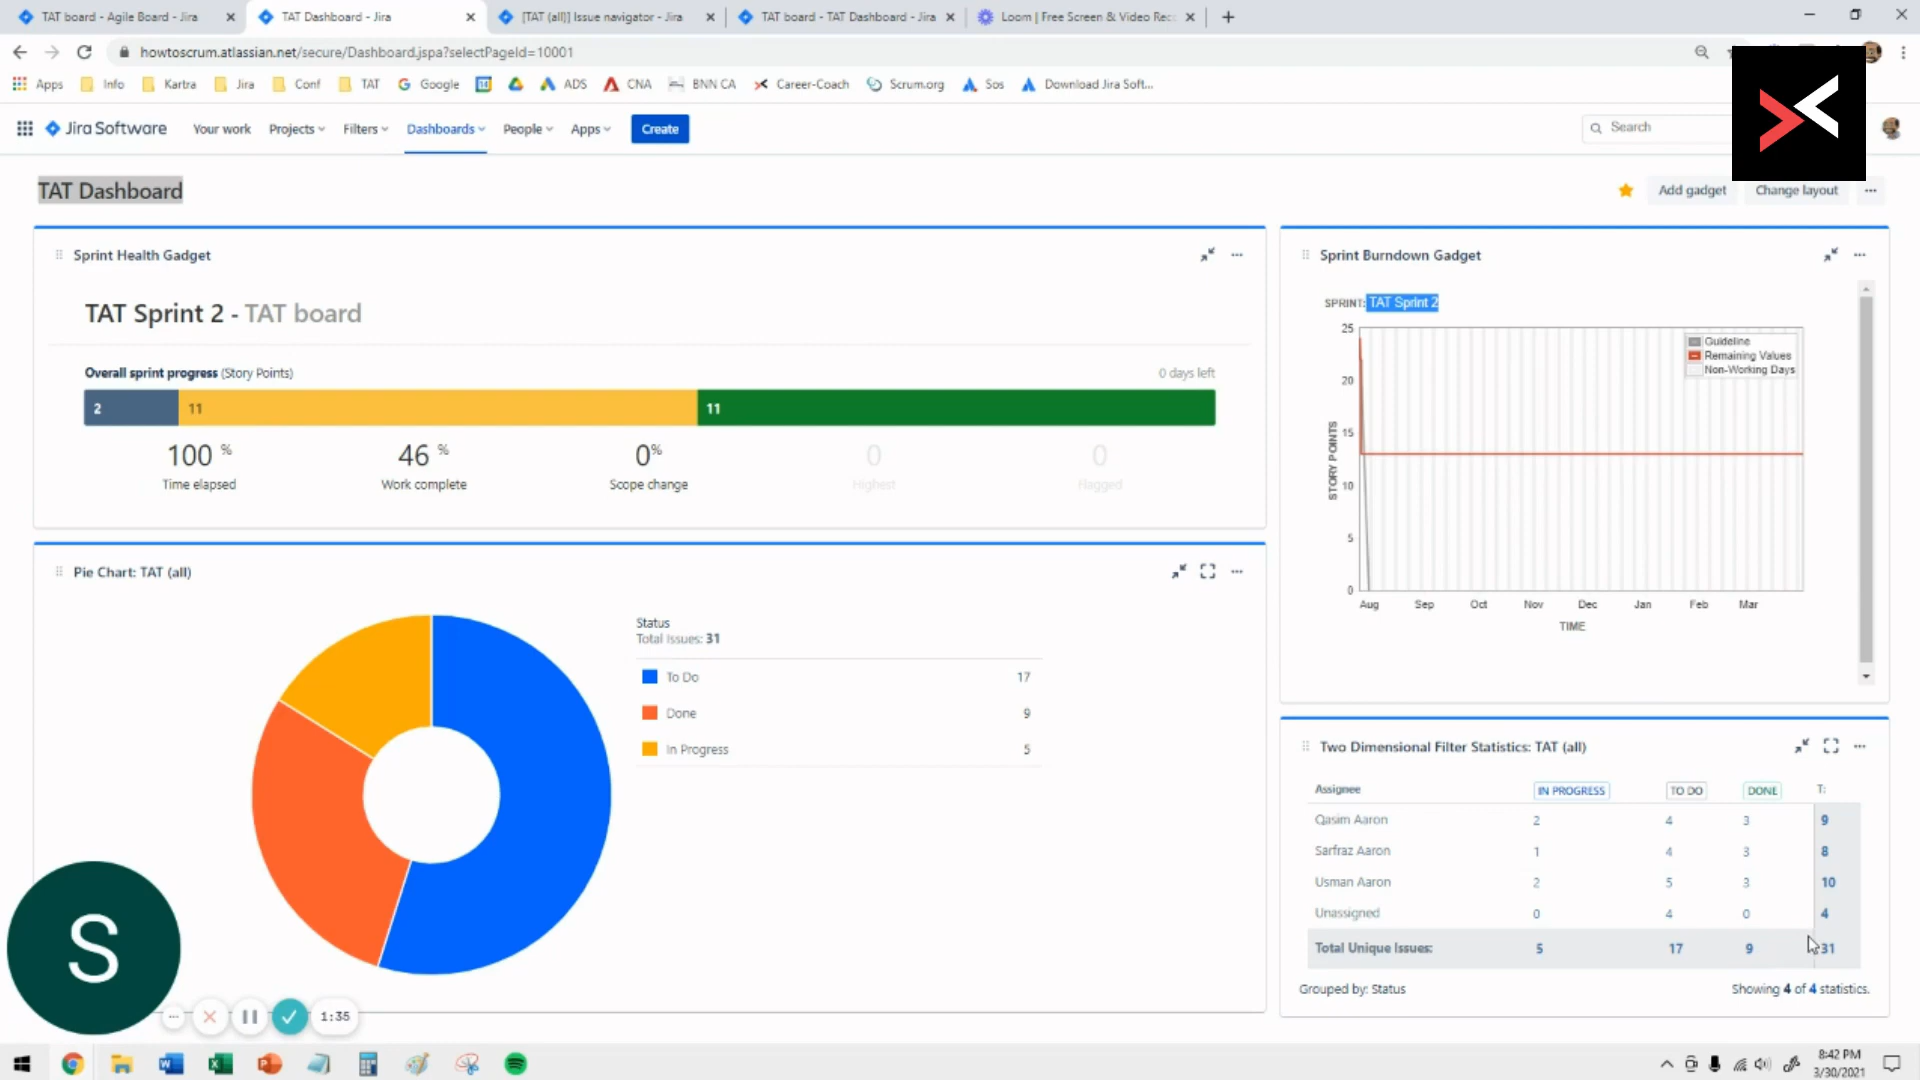 TAT board - Agile Board - Jira
TAT Dashboard - Jira
[TAT (all)] Issue navigator - Jira
TAT board - TAT Dashboard - Jira
Loom | Free Screen & Video Rec
howtoscrum.atlassian.net/secure/Dashboard.jspa?selectPageId=10001
Apps Info Kartra Jira Conf TAT Google ADS CNA BNN CA Career-Coach Scrum.org Sos Download Jira Soft...
Jira Software Your work Projects Filters Dashboards People Apps Create Search
TAT Dashboard
Add gadget Change layout
Sprint Health Gadget
TAT Sprint 2 - TAT board
Overall sprint progress (Story Points) 0 days left
2 11 11
100 % 46 % 0% 0 0
Time elapsed Work complete Scope change Highest Flagged
Sprint Burndown Gadget
SPRINT: TAT Sprint 2
25
20
15
10
5
0
STORY POINTS
Guideline
Remaining Values
Non-Working Days
Aug Sep Oct Nov Dec Jan Feb Mar
TIME
Pie Chart: TAT (all)
Status
Total Issues: 31
To Do 17
Done 9
In Progress 5
Two Dimensional Filter Statistics: TAT (all)
Assignee IN PROGRESS TO DO DONE T:
Qasim Aaron 2 4 3 9
Sarfraz Aaron 1 4 3 8
Usman Aaron 2 5 3 10
Unassigned 0 4 0 4
Total Unique Issues: 5 17 9 31
Grouped by: Status Showing 4 of 4 statistics.
S
1:35
8:42 PM
3/30/2021